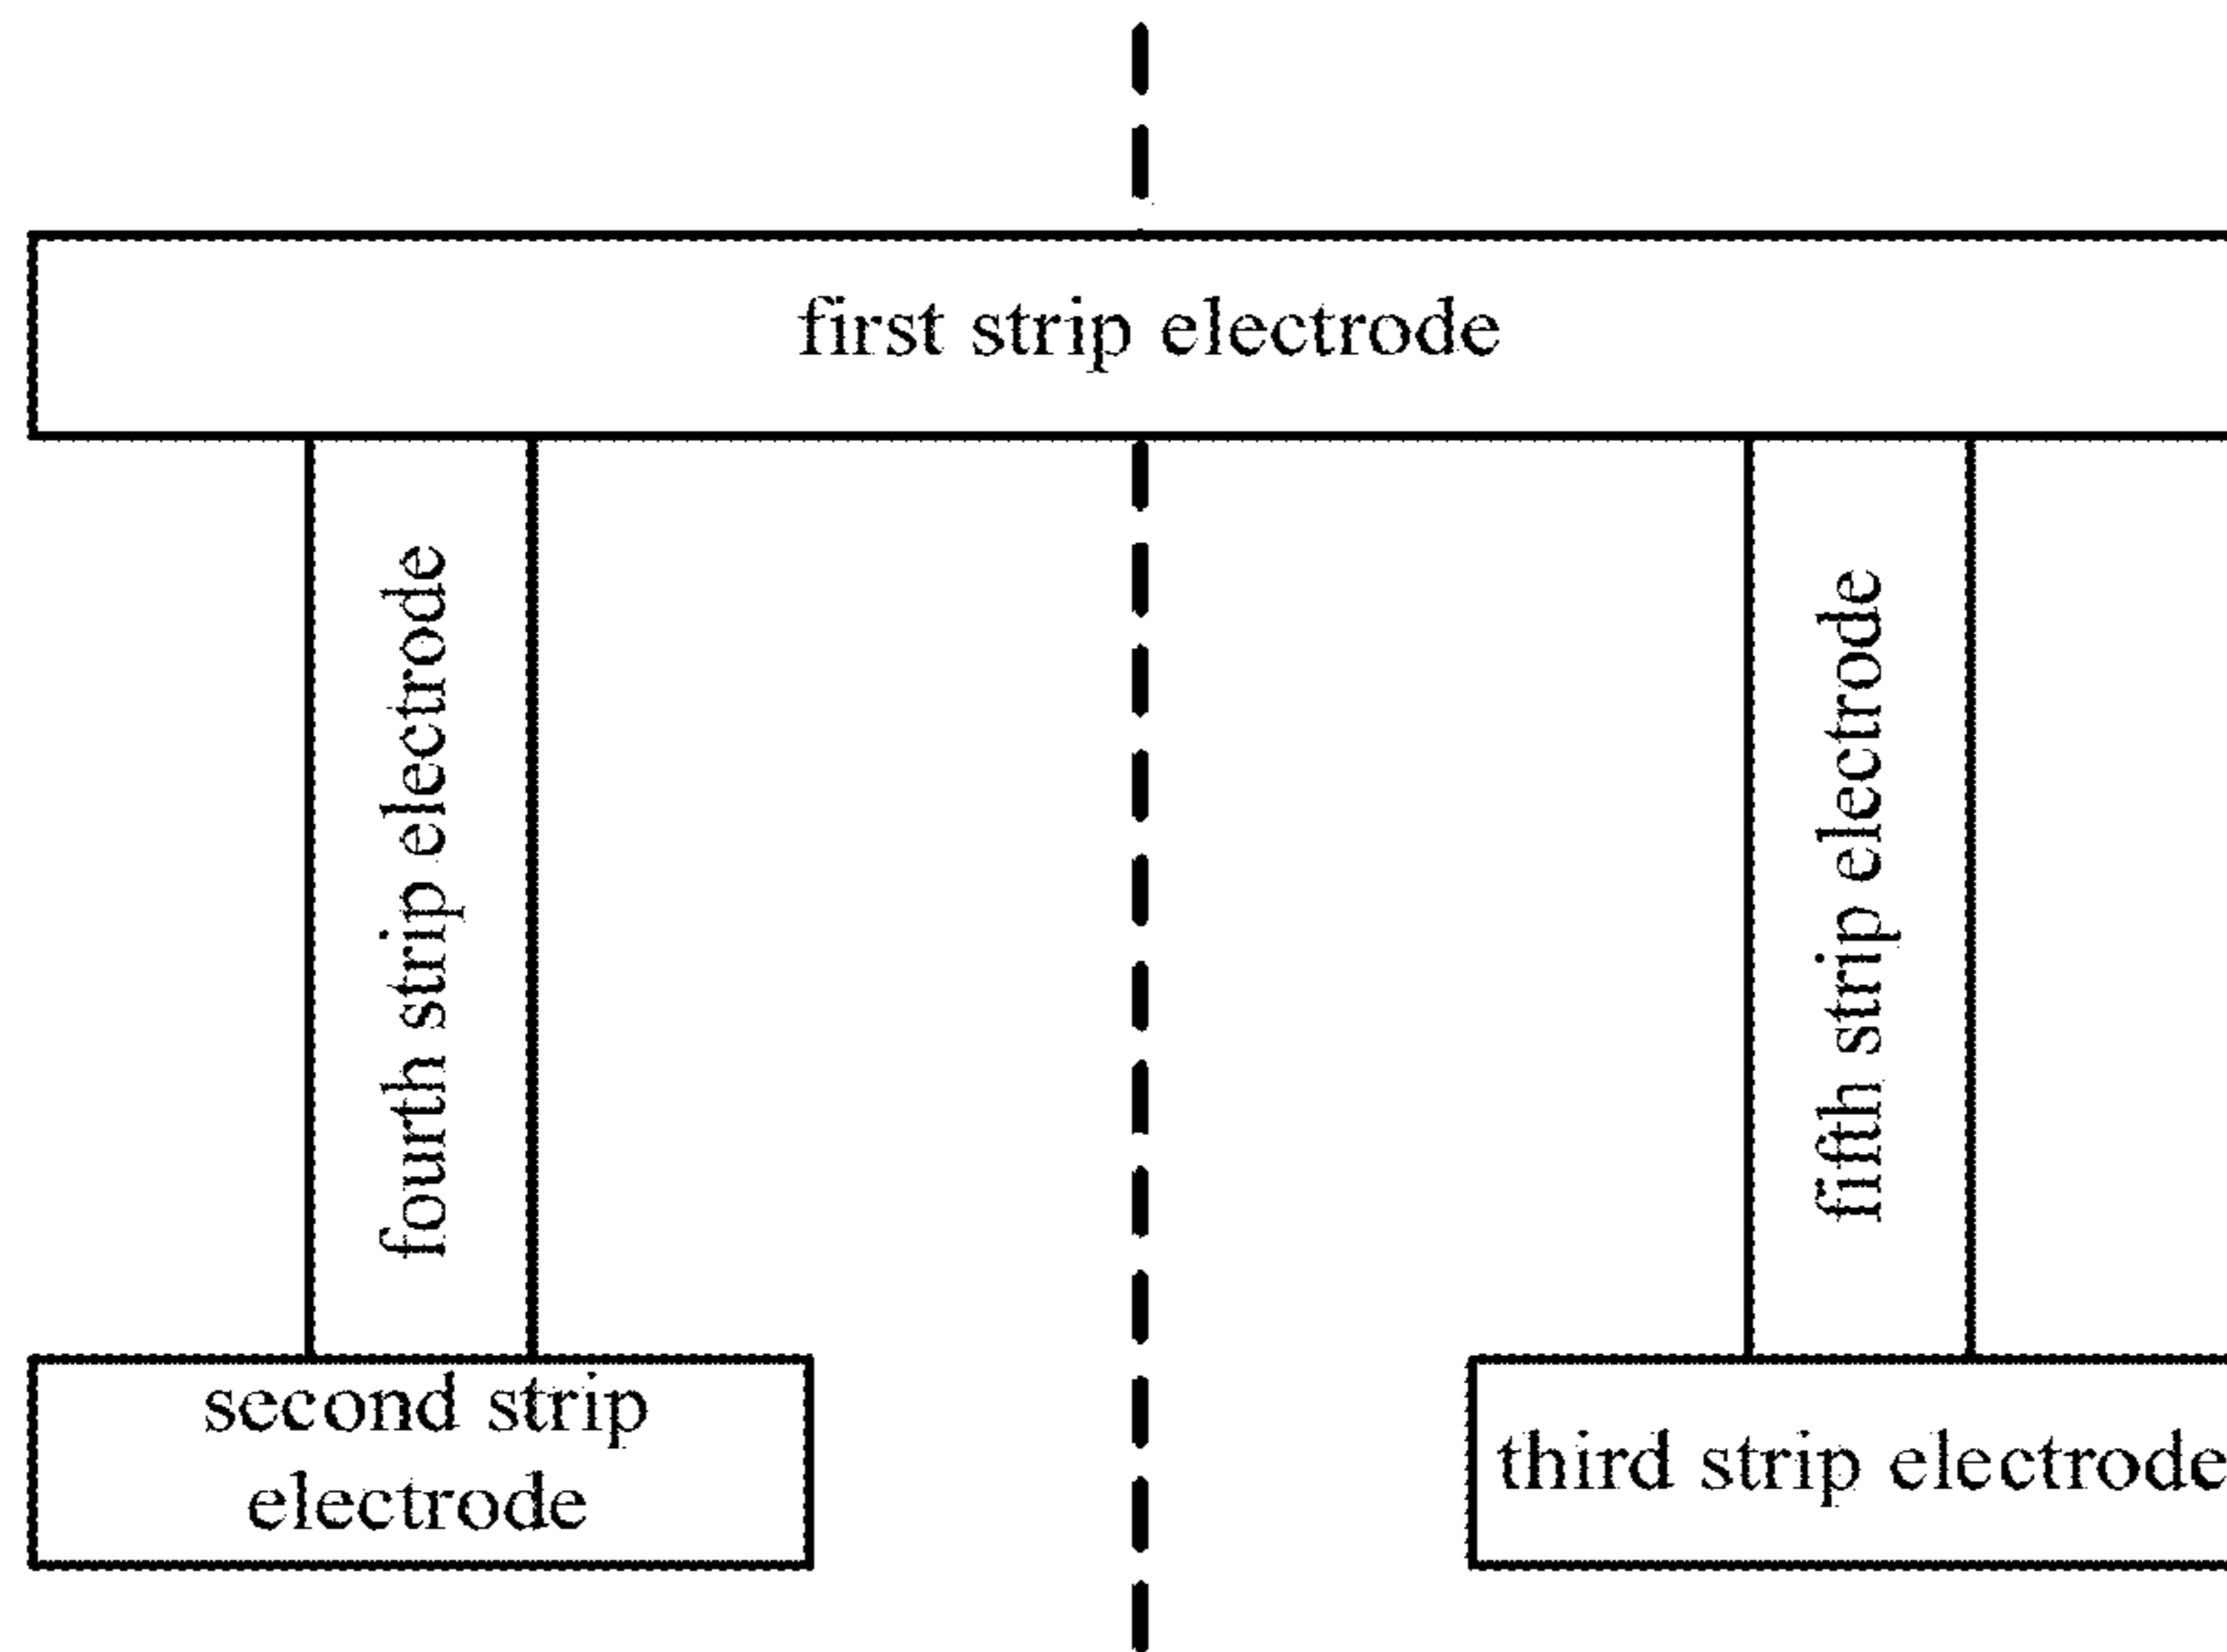 first strip electrode
fourth strip electrode
fifth strip electrode
second strip
electrode
third strip electrode